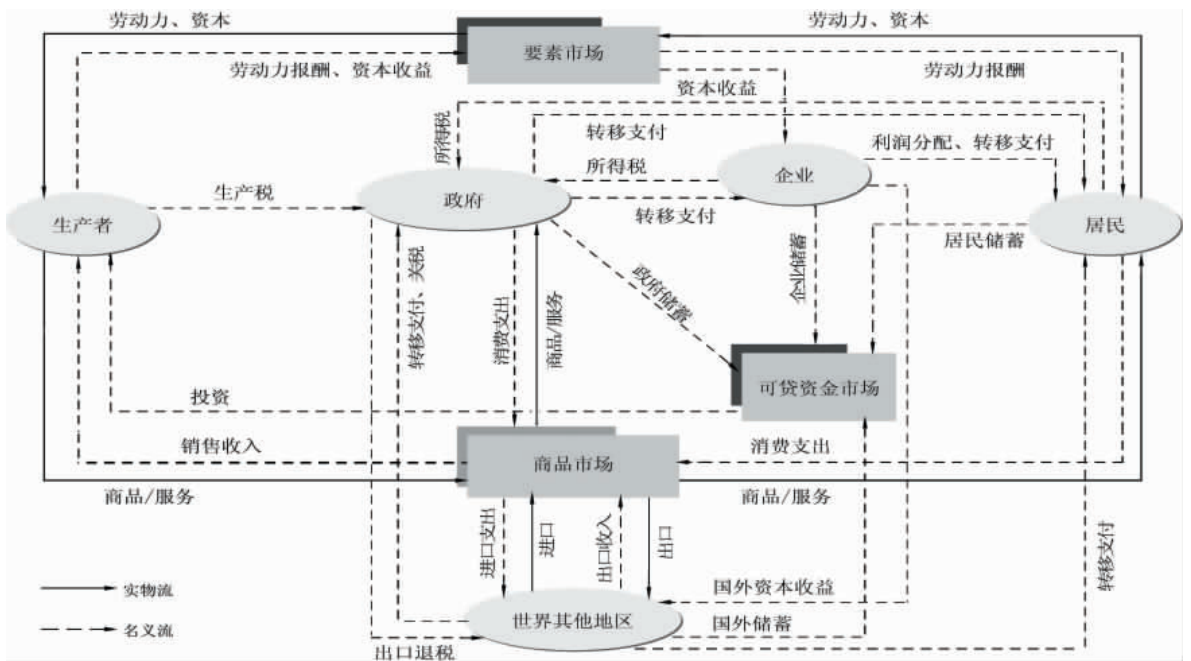 劳动力、资本
劳动力、资本
要素市场
劳动力报酬、资本收益
劳动力报酬
资本收益
所得税
转移支付
利润分配、转移支付
所得税
企业
生产税
政府
转移支付
生产者
居民
居民储蓄
转移支付、关税
消费支出
商品/服务
政府储蓄
企业储蓄
投资
可贷资金市场
销售收入
商品市场
消费支出
商品/服务
商品/服务
进口支出
进口
出口收入
出口
转移支付
实物流
国外资本收益
名义流
世界其他地区
国外储蓄
出口退税